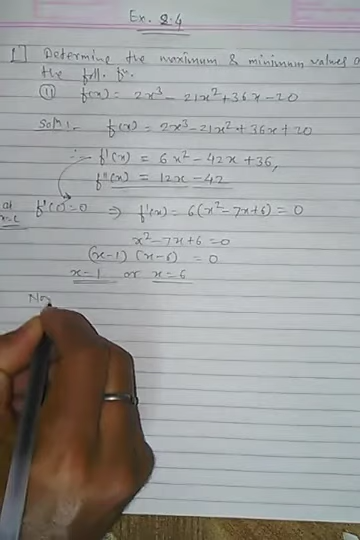 Ex. 2.4
1] Determine the maximum & minimum values o
the foll. fn.
(ii) f(x) = 2x³ - 21x² + 36x - 20
Soln:- f(x) = 2x³ - 21x² + 36x + 20
∴ f'(x) = 6x² - 42x + 36,
f''(x) = 12x - 42
at x=c f'(c)=0 ⇒ f'(x) = 6(x² - 7x + 6) = 0
x² - 7x + 6 = 0
(x-1) (x-6) = 0
x=1 or x=6
No